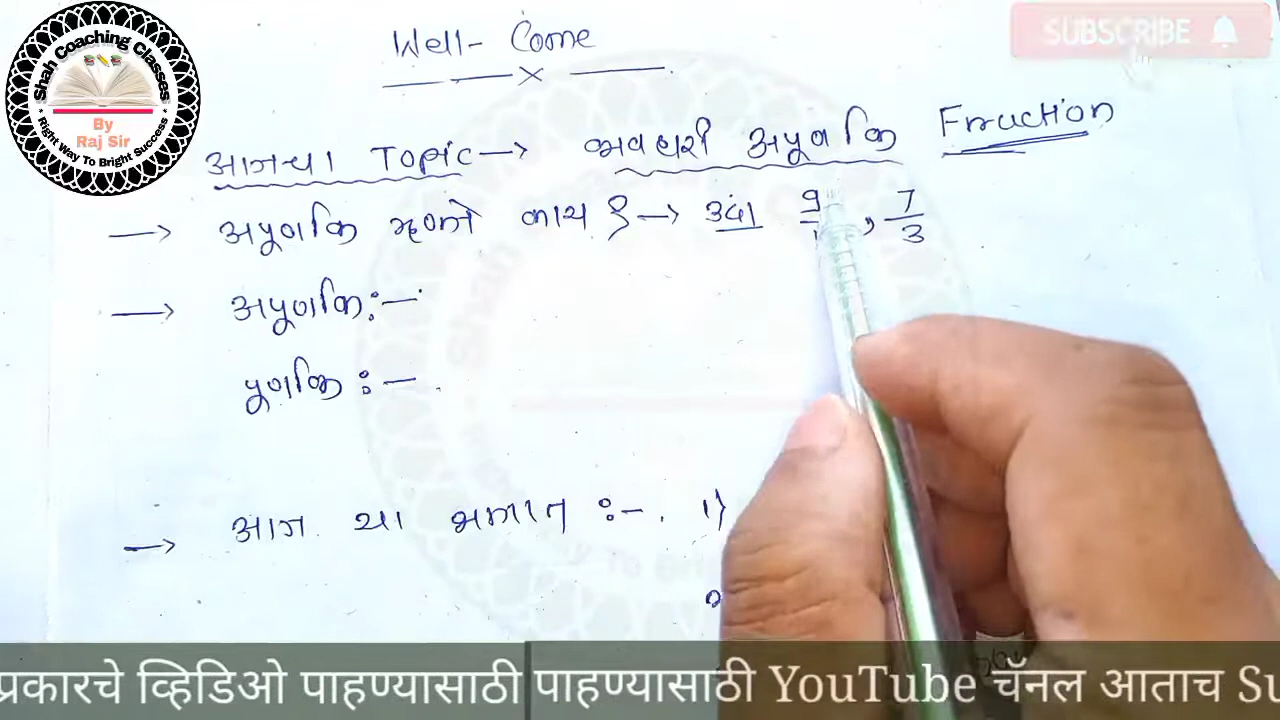 Shah Coaching Classes
By
Raj Sir
* Right Way To Bright Success *
Well- Come
SUBSCRIBE
आजचा Topic → व्यवहारी अपूर्णांक Fraction
→ अपूर्णांक म्हणजे काय ? → उदा , 7/3
→ अपूर्णांक :-
पूर्णांक :-
→ आज या भागात :- 1)
प्रकारचे व्हिडिओ पाहण्यासाठी पाहण्यासाठी YouTube चॅनल आताच Su